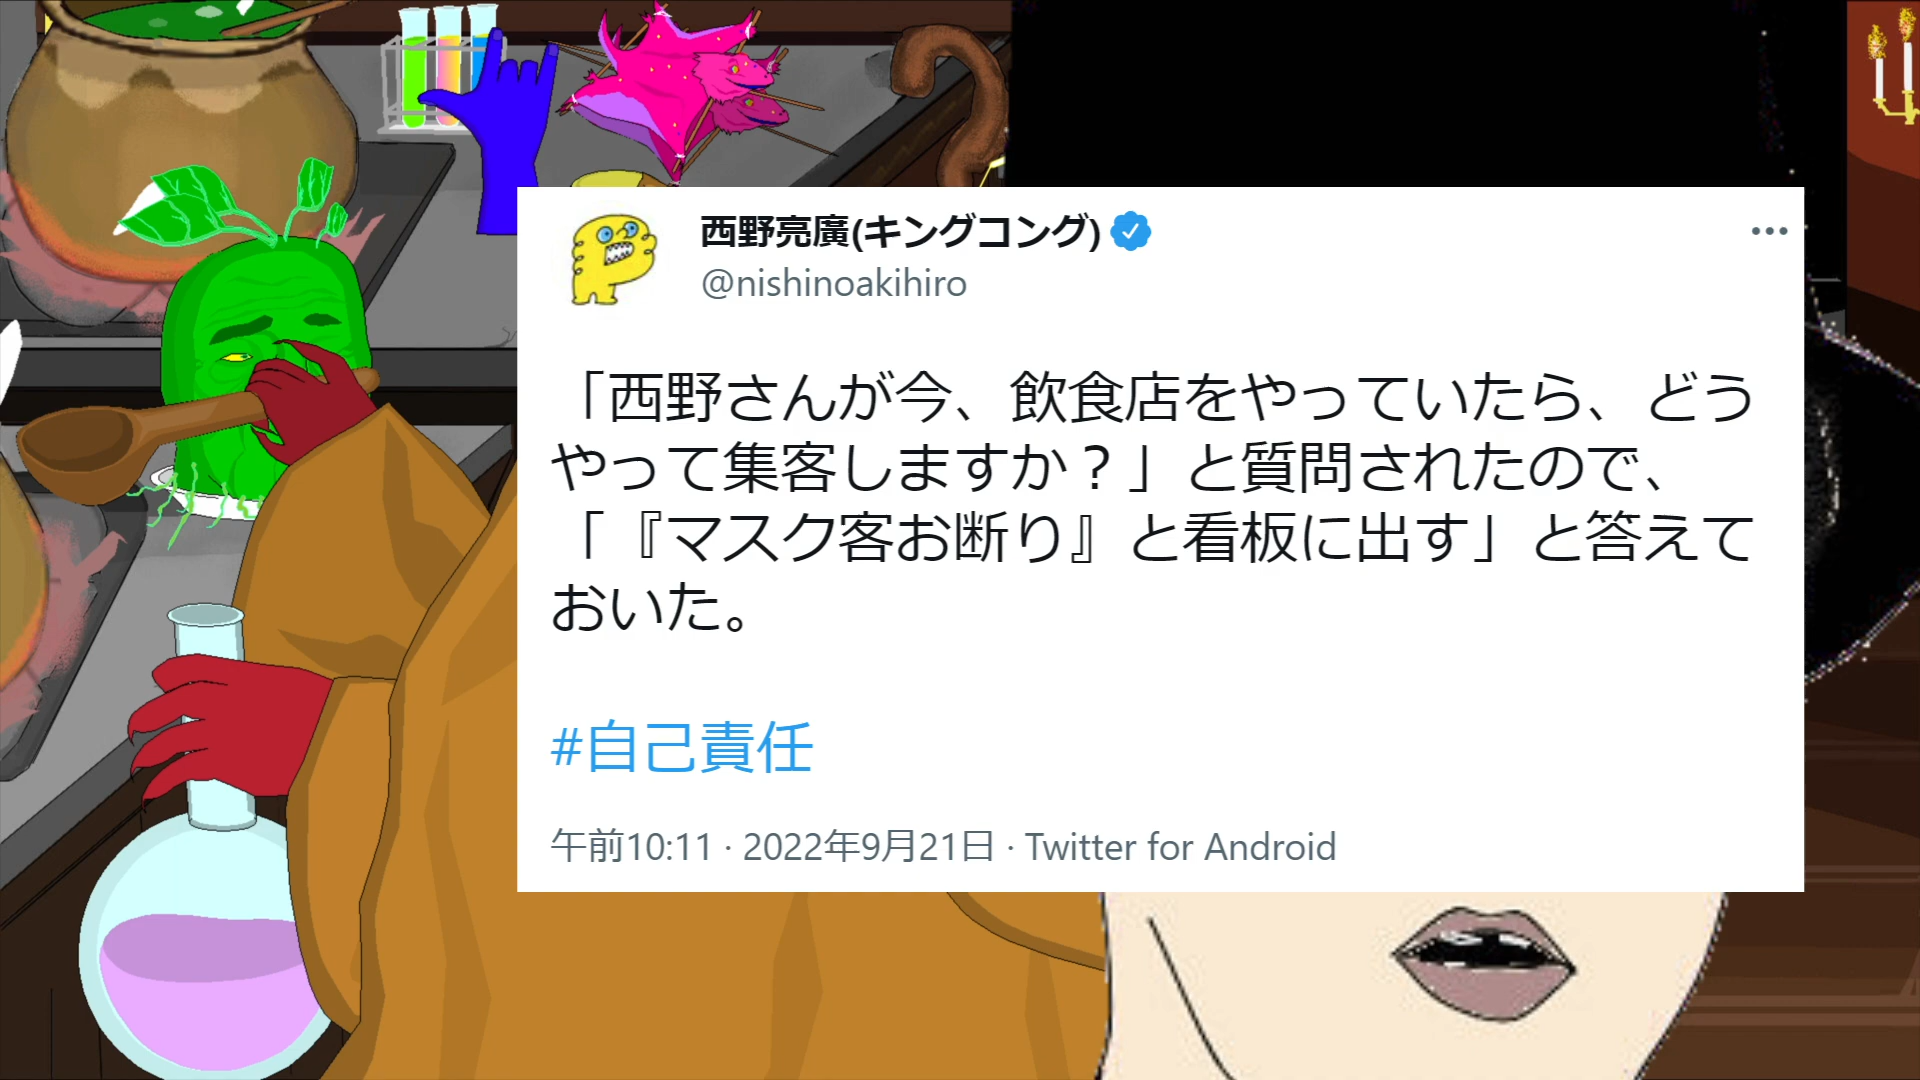 西野亮廣(キングコング)
@nishinoakihiro
「西野さんが今、飲食店をやっていたら、どう
やって集客しますか？」と質問されたので、
「『マスク客お断り』と看板に出す」と答えて
おいた。
#自己責任
午前10:11 · 2022年9月21日 · Twitter for Android